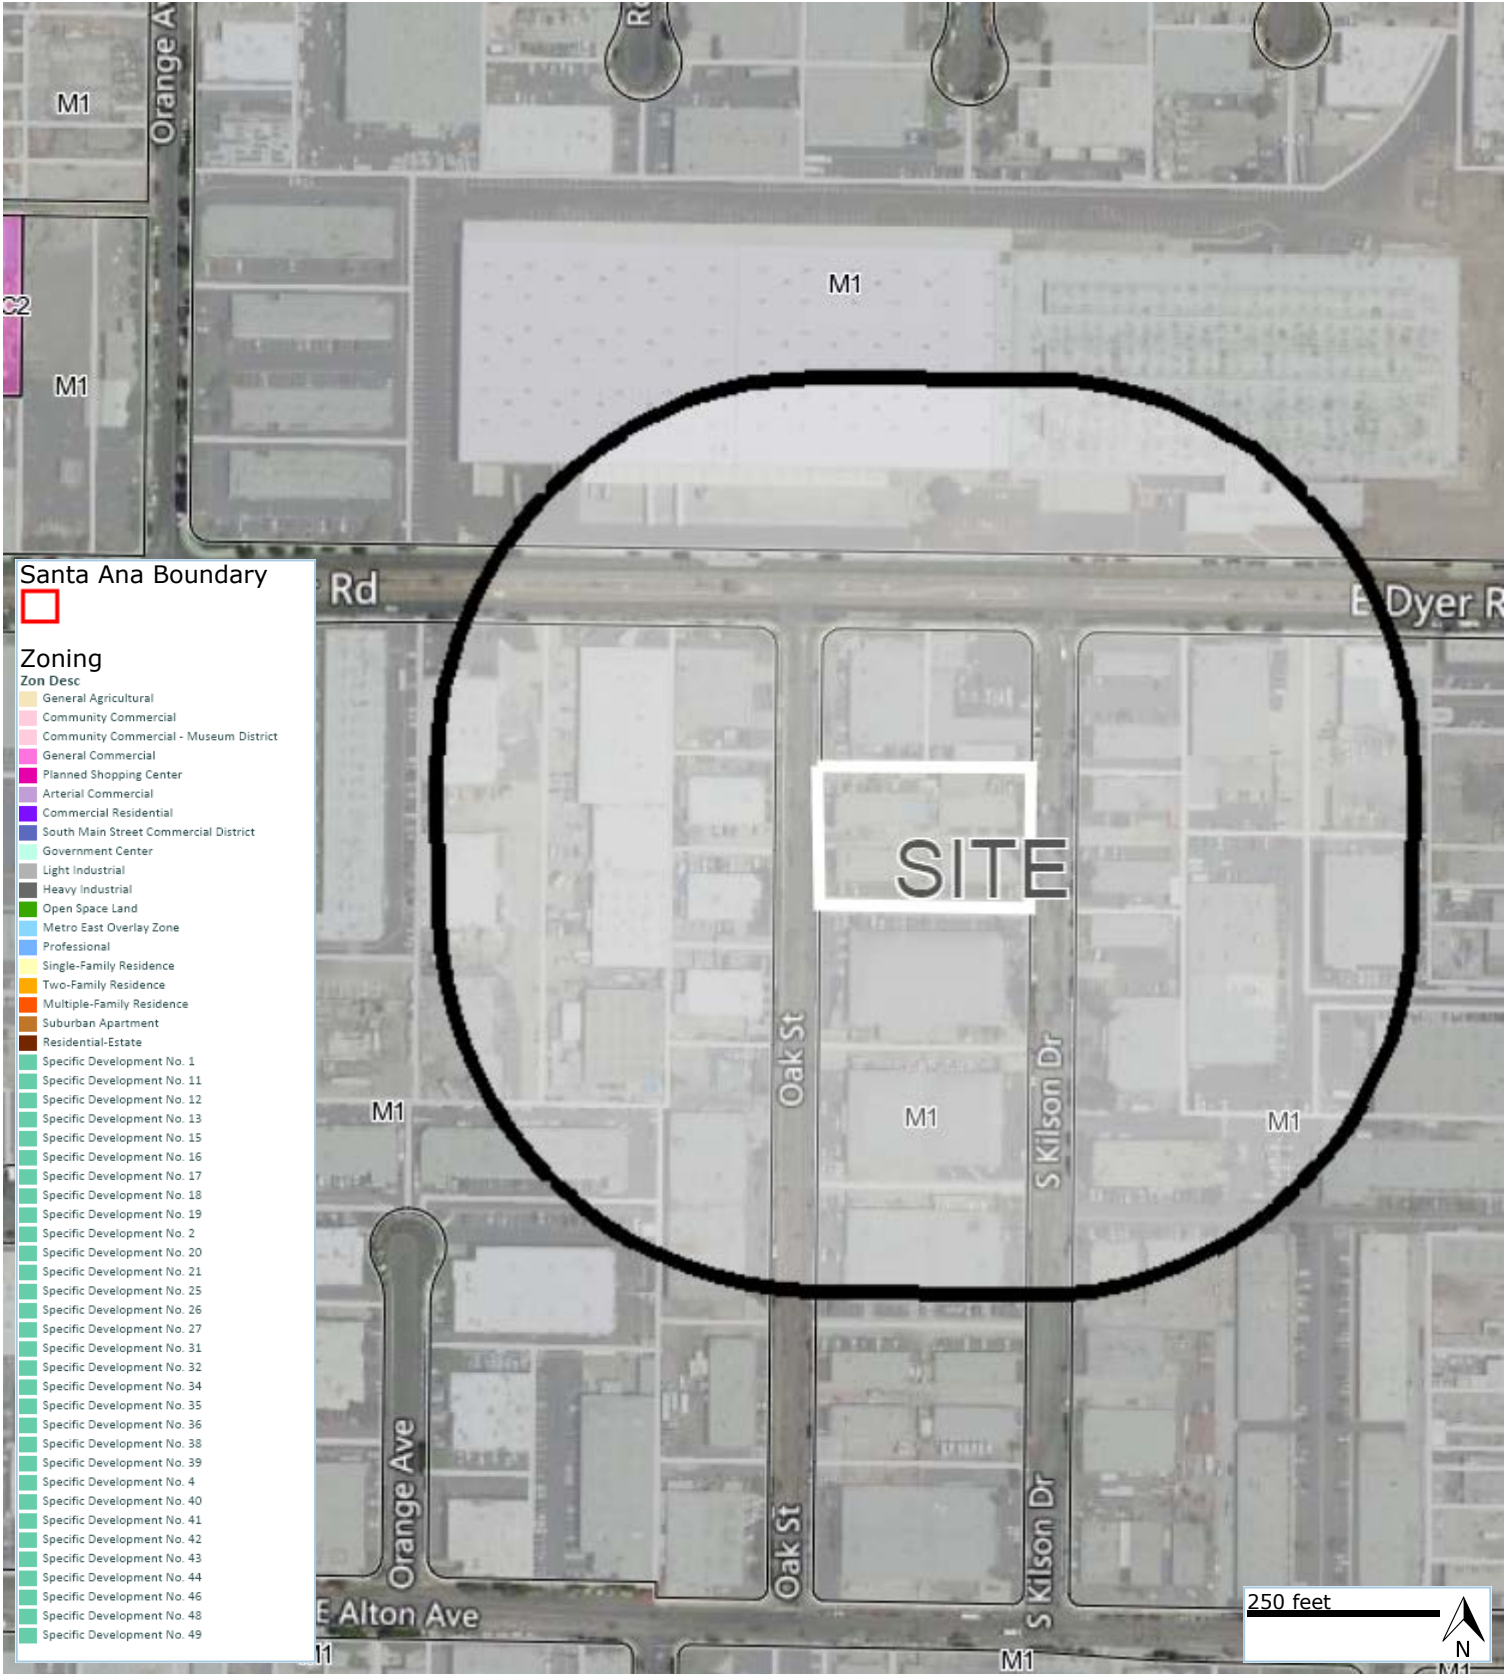 Orange Av
Ro
M1
M1
C2
M1
Rd
E Dyer R
SITE
Oak St
S Kilson Dr
M1
M1
M1
Orange Ave
Oak St
S Kilson Dr
E Alton Ave
M1
M1
M1
Santa Ana Boundary
Zoning
Zon Desc
General Agricultural
Community Commercial
Community Commercial - Museum District
General Commercial
Planned Shopping Center
Arterial Commercial
Commercial Residential
South Main Street Commercial District
Government Center
Light Industrial
Heavy Industrial
Open Space Land
Metro East Overlay Zone
Professional
Single-Family Residence
Two-Family Residence
Multiple-Family Residence
Suburban Apartment
Residential-Estate
Specific Development No. 1
Specific Development No. 11
Specific Development No. 12
Specific Development No. 13
Specific Development No. 15
Specific Development No. 16
Specific Development No. 17
Specific Development No. 18
Specific Development No. 19
Specific Development No. 2
Specific Development No. 20
Specific Development No. 21
Specific Development No. 25
Specific Development No. 26
Specific Development No. 27
Specific Development No. 31
Specific Development No. 32
Specific Development No. 34
Specific Development No. 35
Specific Development No. 36
Specific Development No. 38
Specific Development No. 39
Specific Development No. 4
Specific Development No. 40
Specific Development No. 41
Specific Development No. 42
Specific Development No. 43
Specific Development No. 44
Specific Development No. 46
Specific Development No. 48
Specific Development No. 49
250 feet
N